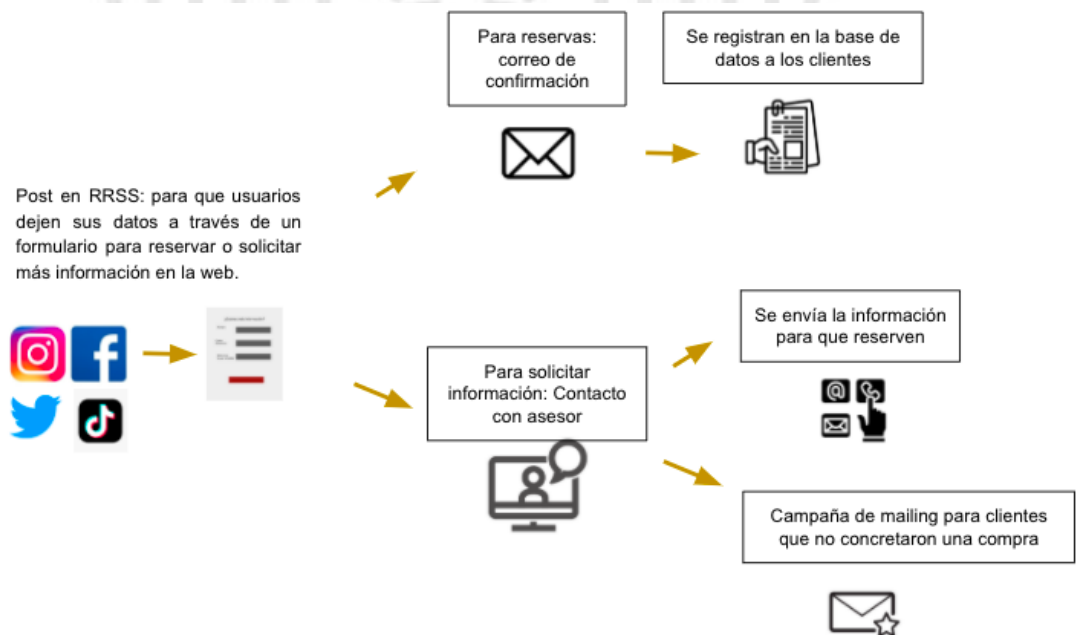 Para reservas:
correo de
confirmación
Se registran en la base de
datos a los clientes
Post en RRSS: para que usuarios
dejen sus datos a través de un
formulario para reservar o solicitar
más información en la web.
Para solicitar
información: Contacto
con asesor
Se envía la información
para que reserven
Campaña de mailing para clientes
que no concretaron una compra